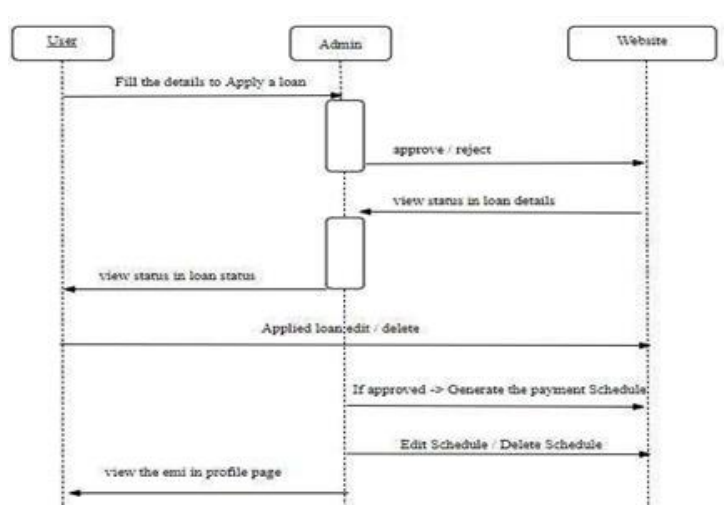 User
Admin
Website
Fill the details to Apply a loan
approve / reject
view status in loan details
view status in loan status
Applied loan edit / delete
If approved -> Generate the payment Schedule
Edit Schedule / Delete Schedule
view the emi in profile page